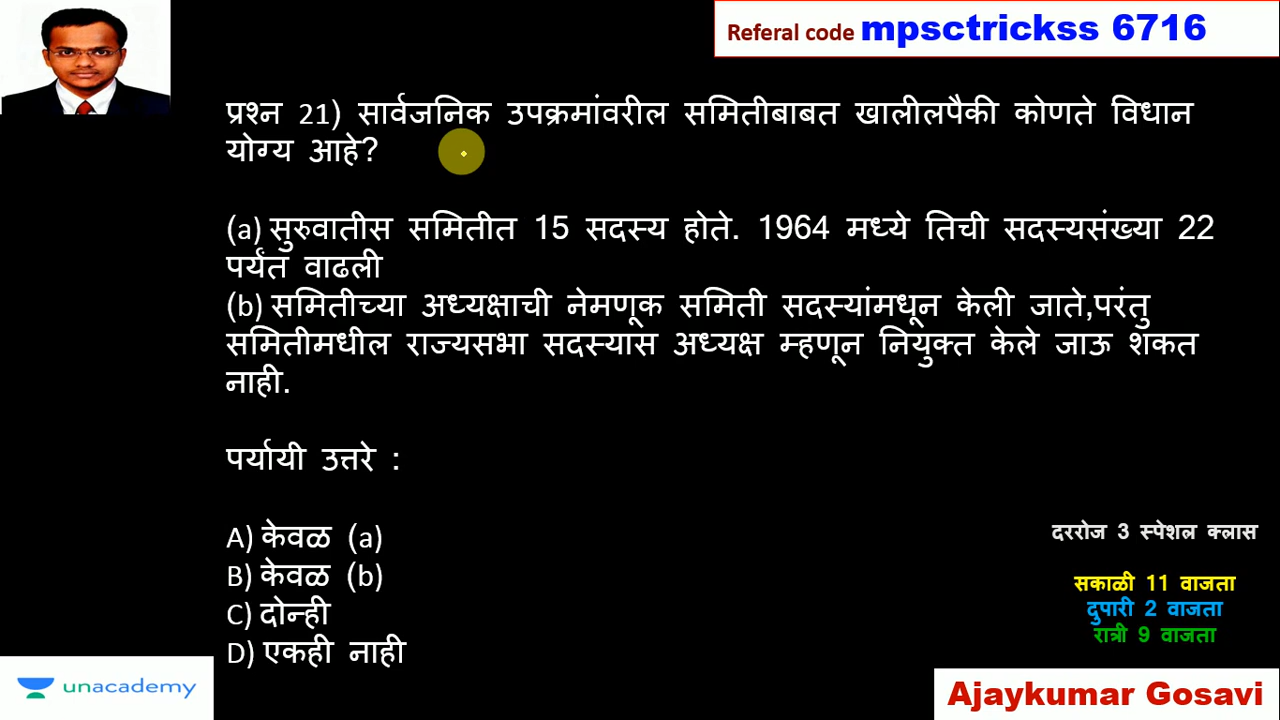 Referal code mpsctrickss 6716
प्रश्न 21) सार्वजनिक उपक्रमांवरील समितीबाबत खालीलपैकी कोणते विधान
योग्य आहे?
(a) सुरुवातीस समितीत 15 सदस्य होते. 1964 मध्ये तिची सदस्यसंख्या 22
पर्यंत वाढली
(b) समितीच्या अध्यक्षाची नेमणूक समिती सदस्यांमधून केली जाते,परंतु
समितीमधील राज्यसभा सदस्यास अध्यक्ष म्हणून नियुक्त केले जाऊ शकत
नाही.
पर्यायी उत्तरे :
A) केवळ (a)
B) केवळ (b)
C) दोन्ही
D) एकही नाही
दररोज 3 स्पेशल क्लास
सकाळी 11 वाजता
दुपारी 2 वाजता
रात्री 9 वाजता
unacademy
Ajaykumar Gosavi